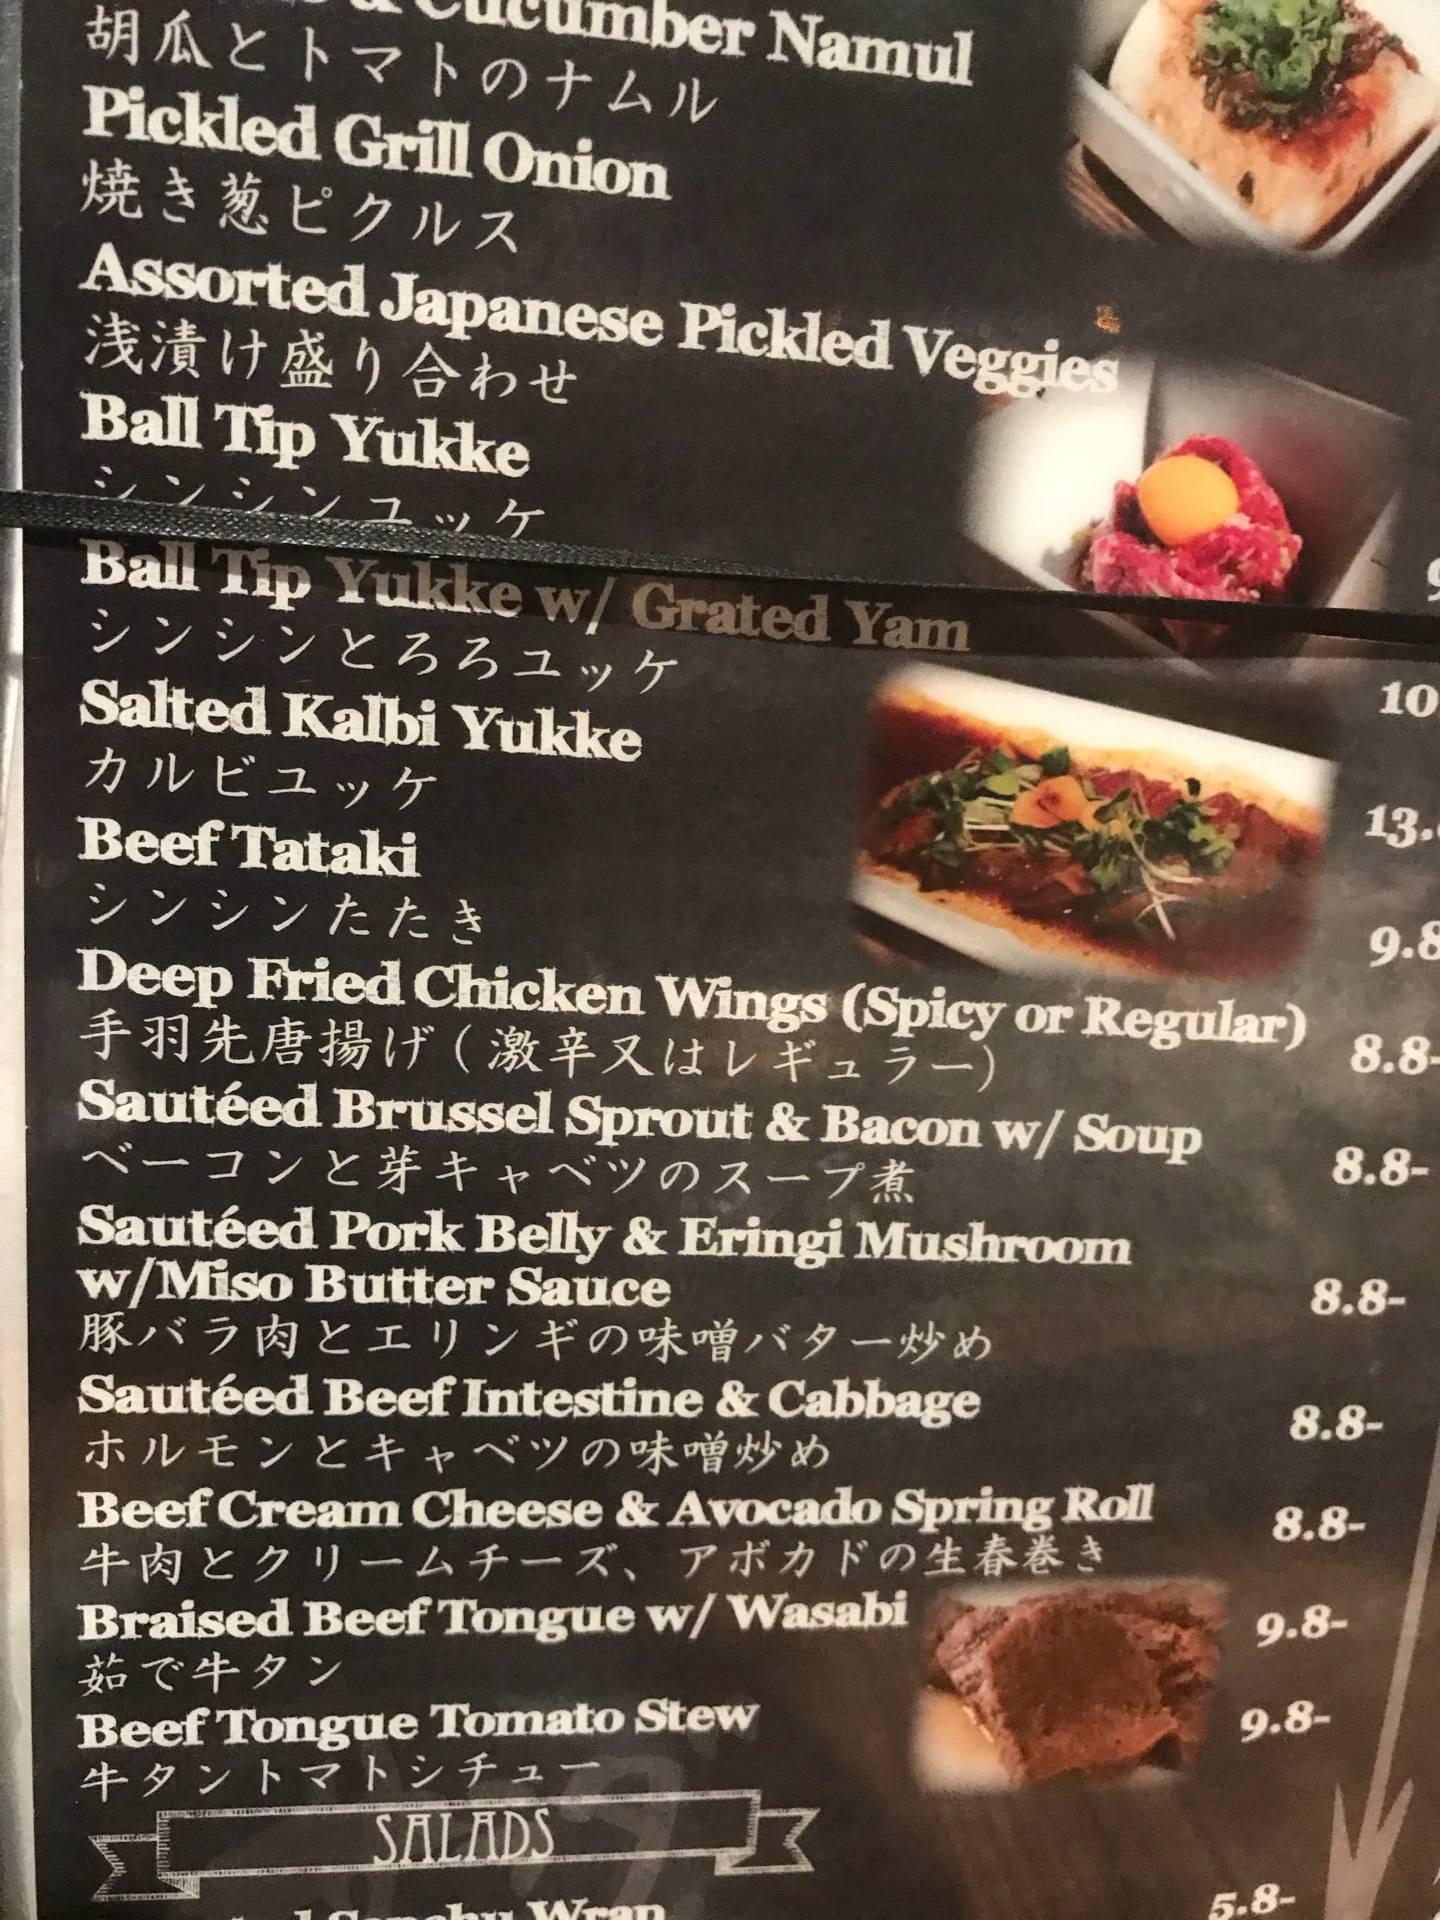 & Cucumber Namul
胡瓜とトマトのナムル
Pickled Grill Onion
焼き葱ピクルス
Assorted Japanese Pickled Veggies
浅漬け盛り合わせ
Ball Tip Yukke
シンシンユッケ
Ball Tip Yukke w/ Grated Yam 10
シンシンとろろユッケ
Salted Kalbi Yukke 13.
カルビユッケ
Beef Tataki 9.8
シンシンたたき
Deep Fried Chicken Wings (Spicy or Regular) 8.8-
手羽先唐揚げ(激辛又はレギュラー)
Sautéed Brussel Sprout & Bacon w/ Soup 8.8-
ベーコンと芽キャベツのスープ煮
Sautéed Pork Belly & Eringi Mushroom
w/Miso Butter Sauce 8.8-
豚バラ肉とエリンギの味噌バター炒め
Sautéed Beef Intestine & Cabbage 8.8-
ホルモンとキャベツの味噌炒め
Beef Cream Cheese & Avocado Spring Roll 8.8-
牛肉とクリームチーズ、アボカドの生春巻き
Braised Beef Tongue w/ Wasabi 9.8-
茹で牛タン
Beef Tongue Tomato Stew 9.8-
牛タントマトシチュー
SALADS
Wrap 5.8-